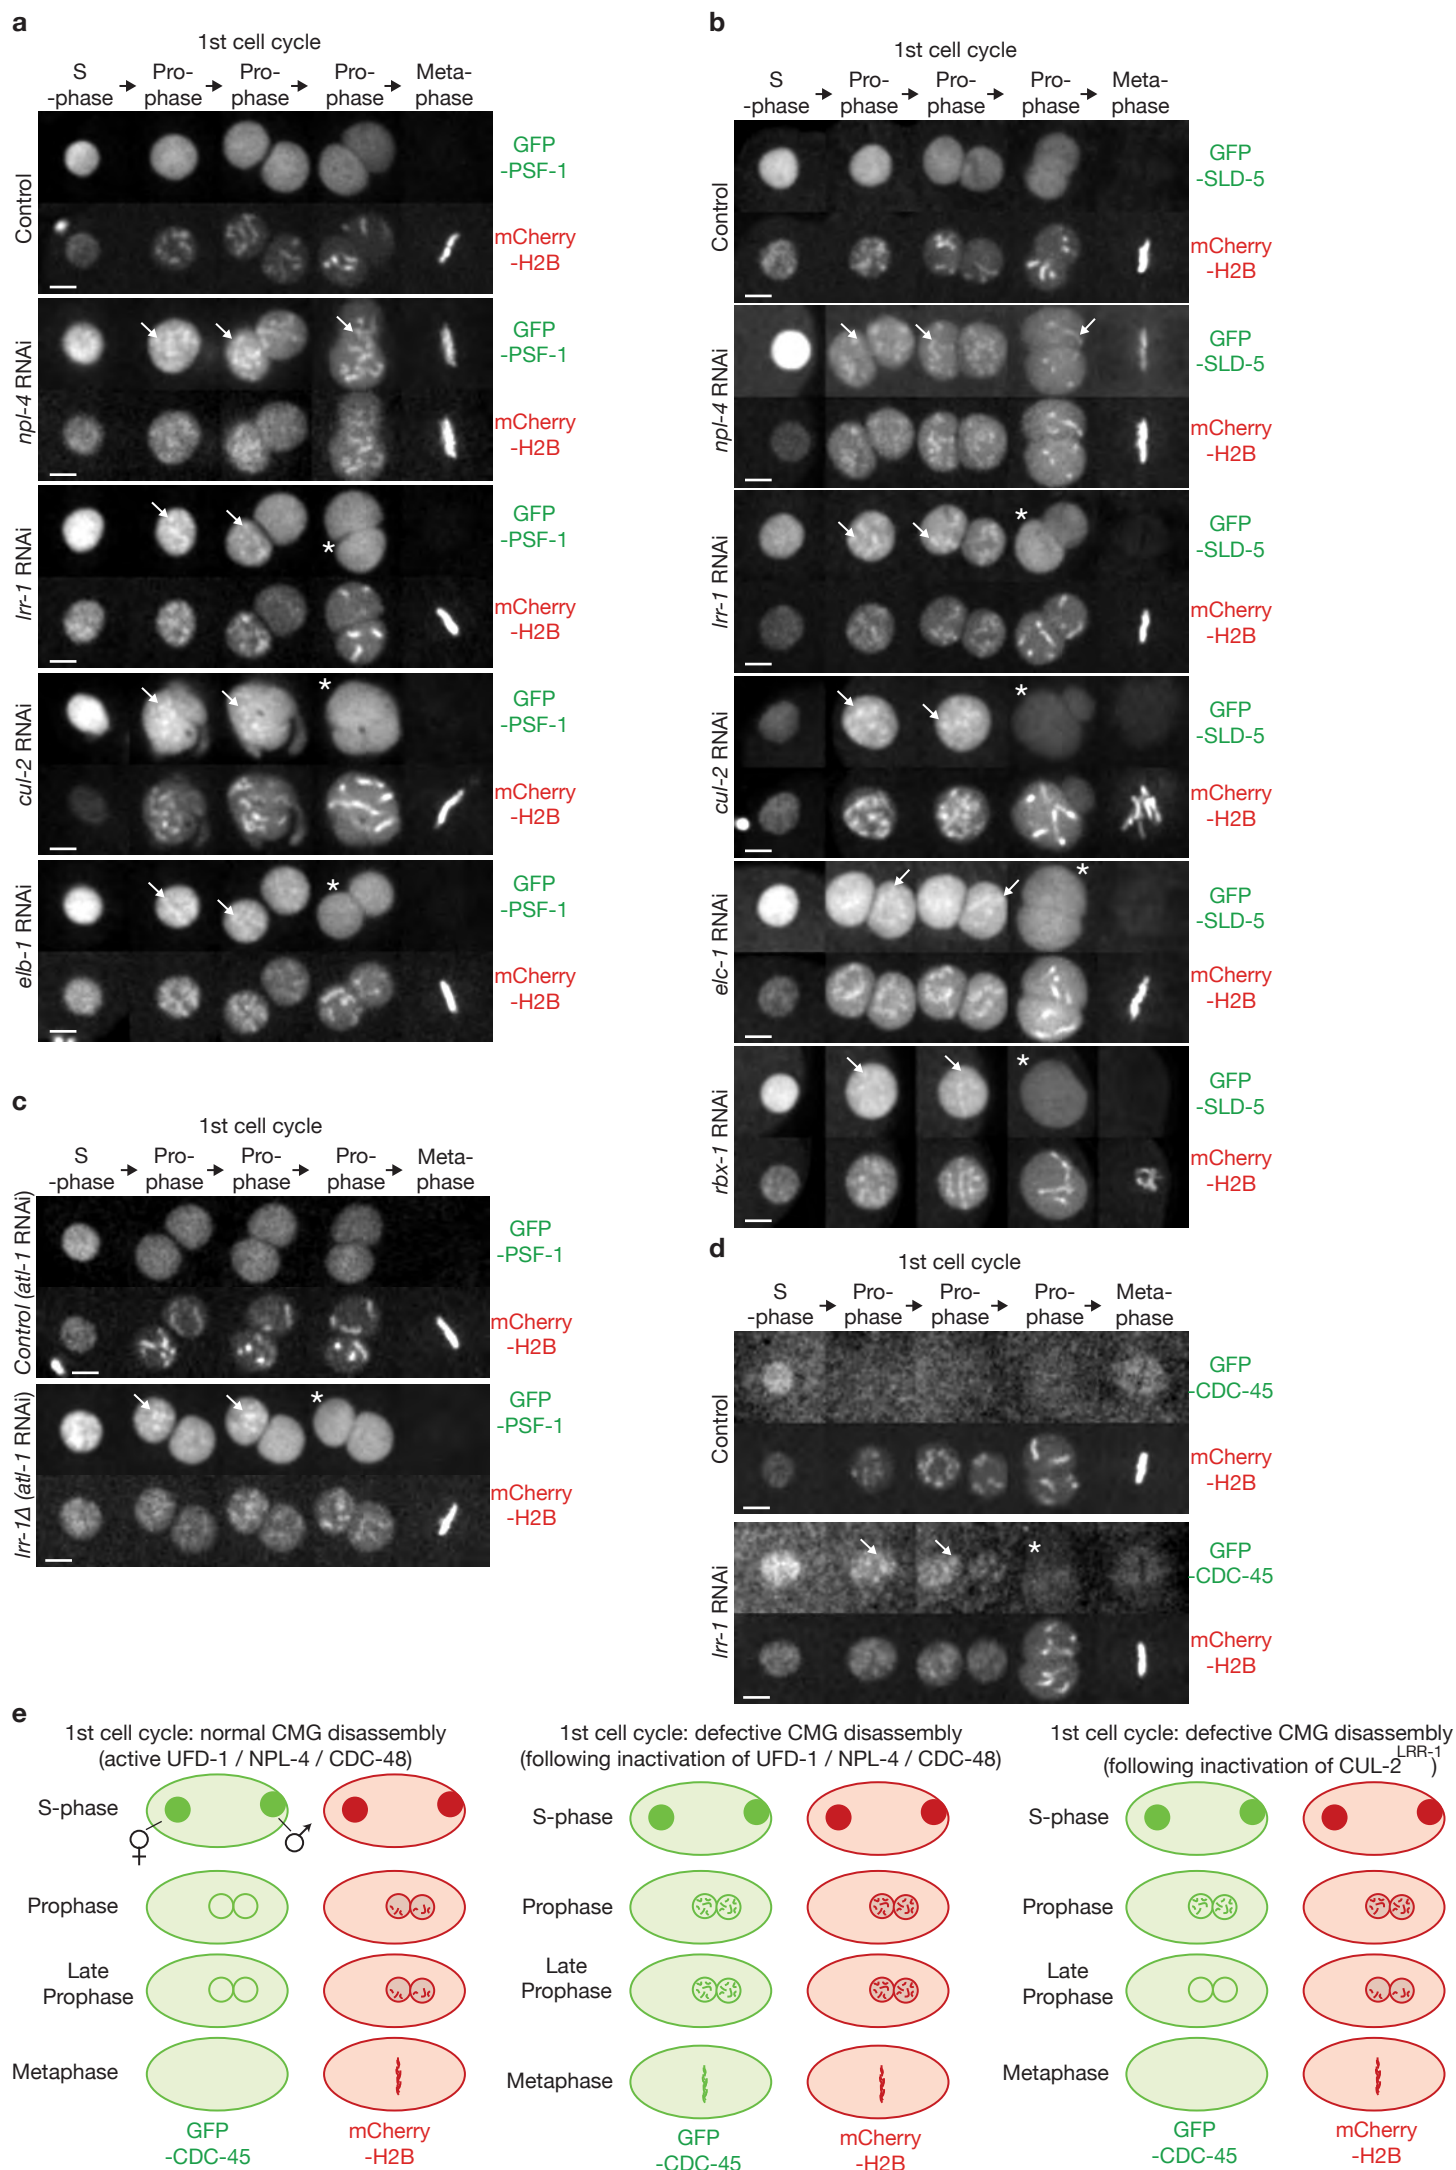 a
1st cell cycle
S
-phase
Pro-
phase
Pro-
phase
Pro-
phase
Meta-
phase
Control
GFP
-PSF-1
mCherry
-H2B
npl-4 RNAi
GFP
-PSF-1
mCherry
-H2B
lrr-1 RNAi
GFP
-PSF-1
*
mCherry
-H2B
cul-2 RNAi
*
GFP
-PSF-1
mCherry
-H2B
elb-1 RNAi
*
GFP
-PSF-1
mCherry
-H2B
b
1st cell cycle
S
-phase
Pro-
phase
Pro-
phase
Pro-
phase
Meta-
phase
Control
GFP
-SLD-5
mCherry
-H2B
npl-4 RNAi
GFP
-SLD-5
mCherry
-H2B
lrr-1 RNAi
*
GFP
-SLD-5
mCherry
-H2B
cul-2 RNAi
*
GFP
-SLD-5
mCherry
-H2B
elc-1 RNAi
*
GFP
-SLD-5
mCherry
-H2B
rbx-1 RNAi
*
GFP
-SLD-5
mCherry
-H2B
c
1st cell cycle
S
-phase
Pro-
phase
Pro-
phase
Pro-
phase
Meta-
phase
Control (atl-1 RNAi)
GFP
-PSF-1
mCherry
-H2B
lrr-1Δ (atl-1 RNAi)
*
GFP
-PSF-1
mCherry
-H2B
d
1st cell cycle
S
-phase
Pro-
phase
Pro-
phase
Pro-
phase
Meta-
phase
Control
GFP
-CDC-45
mCherry
-H2B
lrr-1 RNAi
*
GFP
-CDC-45
mCherry
-H2B
e
1st cell cycle: normal CMG disassembly
(active UFD-1 / NPL-4 / CDC-48)
S-phase
♀
♂
Prophase
Late
Prophase
Metaphase
GFP
-CDC-45
mCherry
-H2B
1st cell cycle: defective CMG disassembly
(following inactivation of UFD-1 / NPL-4 / CDC-48)
S-phase
Prophase
Late
Prophase
Metaphase
GFP
-CDC-45
mCherry
-H2B
1st cell cycle: defective CMG disassembly
(following inactivation of CUL-2LRR-1)
S-phase
Prophase
Late
Prophase
Metaphase
GFP
-CDC-45
mCherry
-H2B